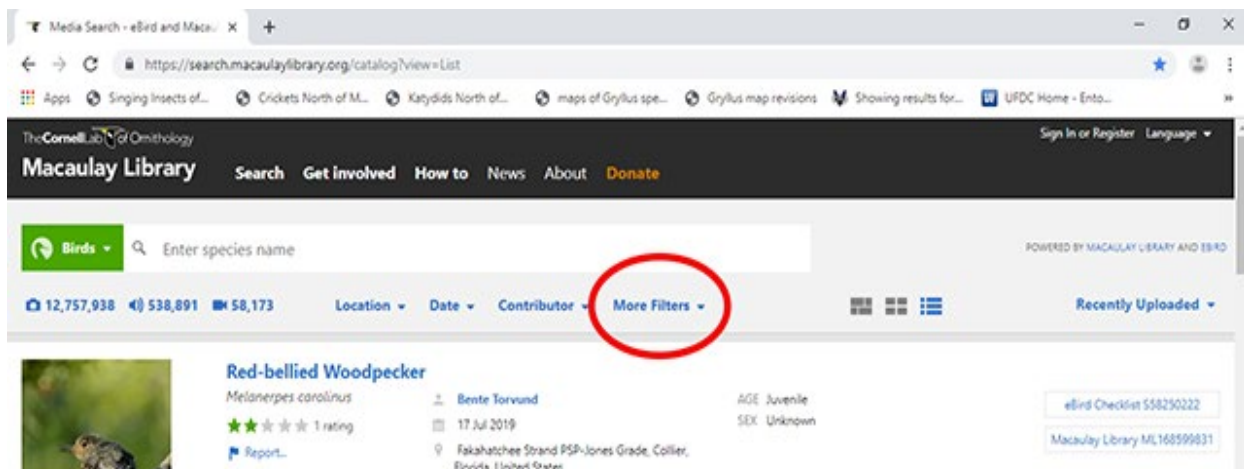 Media Search - eBird and Macau
https://search.macaulaylibrary.org/catalog?view=List
Apps Singing Insects of... Crickets North of M... Katydids North of... maps of Gryllus spe... Gryllus map revisions Showing results for... UFDC Home - Ento...
TheCornellLab of Ornithology Sign In or Register Language
Macaulay Library Search Get involved How to News About Donate
Birds Enter species name POWERED BY MACAULAY LIBRARY AND EBIRD
12,757,938 538,891 58,173 Location Date Contributor More Filters Recently Uploaded
Red-bellied Woodpecker
Melanerpes carolinus Bente Torvund AGE Juvenile eBird Checklist S58250222
1 rating 17 Jul 2019 SEX Unknown
Report... Fakahatchee Strand PSP-Jones Grade, Collier, Macaulay Library ML168599831
Florida, United States